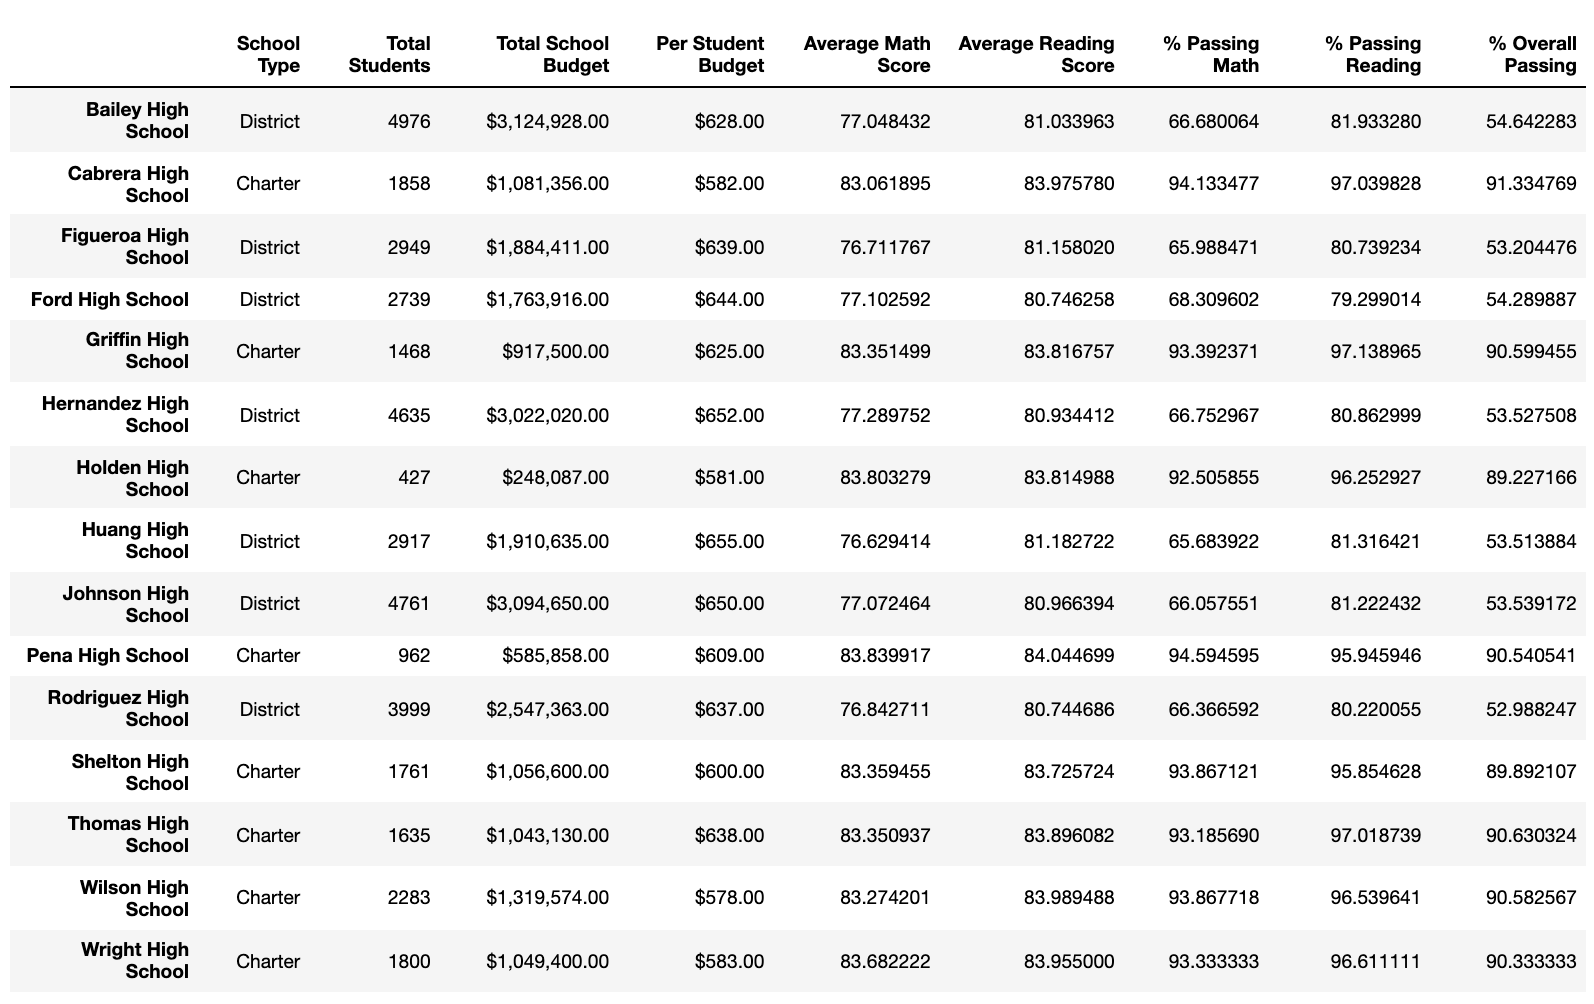 School Type Total Students Total School Budget Per Student Budget Average Math Score Average Reading Score % Passing Math % Passing Reading % Overall Passing
Bailey High School District 4976 $3,124,928.00 $628.00 77.048432 81.033963 66.680064 81.933280 54.642283
Cabrera High School Charter 1858 $1,081,356.00 $582.00 83.061895 83.975780 94.133477 97.039828 91.334769
Figueroa High School District 2949 $1,884,411.00 $639.00 76.711767 81.158020 65.988471 80.739234 53.204476
Ford High School District 2739 $1,763,916.00 $644.00 77.102592 80.746258 68.309602 79.299014 54.289887
Griffin High School Charter 1468 $917,500.00 $625.00 83.351499 83.816757 93.392371 97.138965 90.599455
Hernandez High School District 4635 $3,022,020.00 $652.00 77.289752 80.934412 66.752967 80.862999 53.527508
Holden High School Charter 427 $248,087.00 $581.00 83.803279 83.814988 92.505855 96.252927 89.227166
Huang High School District 2917 $1,910,635.00 $655.00 76.629414 81.182722 65.683922 81.316421 53.513884
Johnson High School District 4761 $3,094,650.00 $650.00 77.072464 80.966394 66.057551 81.222432 53.539172
Pena High School Charter 962 $585,858.00 $609.00 83.839917 84.044699 94.594595 95.945946 90.540541
Rodriguez High School District 3999 $2,547,363.00 $637.00 76.842711 80.744686 66.366592 80.220055 52.988247
Shelton High School Charter 1761 $1,056,600.00 $600.00 83.359455 83.725724 93.867121 95.854628 89.892107
Thomas High School Charter 1635 $1,043,130.00 $638.00 83.350937 83.896082 93.185690 97.018739 90.630324
Wilson High School Charter 2283 $1,319,574.00 $578.00 83.274201 83.989488 93.867718 96.539641 90.582567
Wright High School Charter 1800 $1,049,400.00 $583.00 83.682222 83.955000 93.333333 96.611111 90.333333